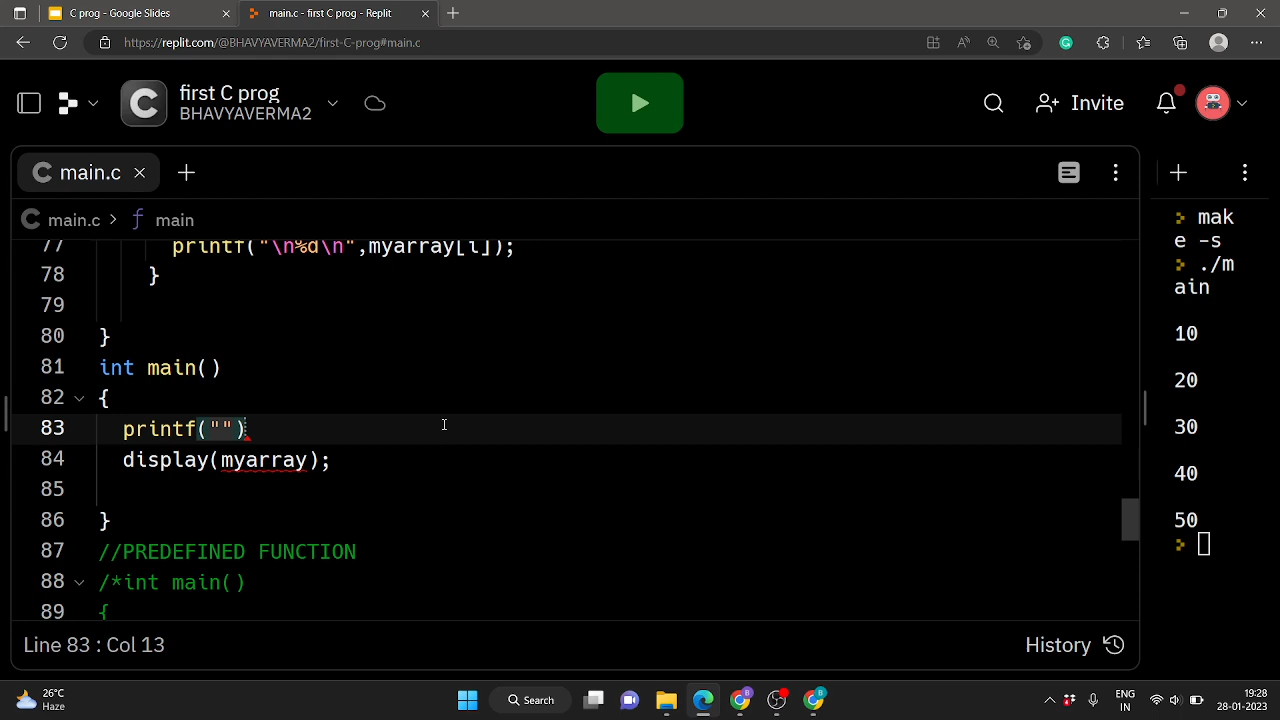 C prog - Google Slides
main.c - first C prog - Replit
https://replit.com/@BHAVYAVERMA2/first-C-prog#main.c
first C prog
BHAVYAVERMA2
Invite
main.c
main.c > f main
77 printf("\n%d\n",myarray[i]);
78 }
79
80 }
81 int main()
82 {
83 printf("")
84 display(myarray);
85
86 }
87 //PREDEFINED FUNCTION
88 /*int main()
89 {
Line 83 : Col 13
History
mak
e -s
./m
ain
10
20
30
40
50
26°C
Haze
Search
ENG
IN
19:28
28-01-2023